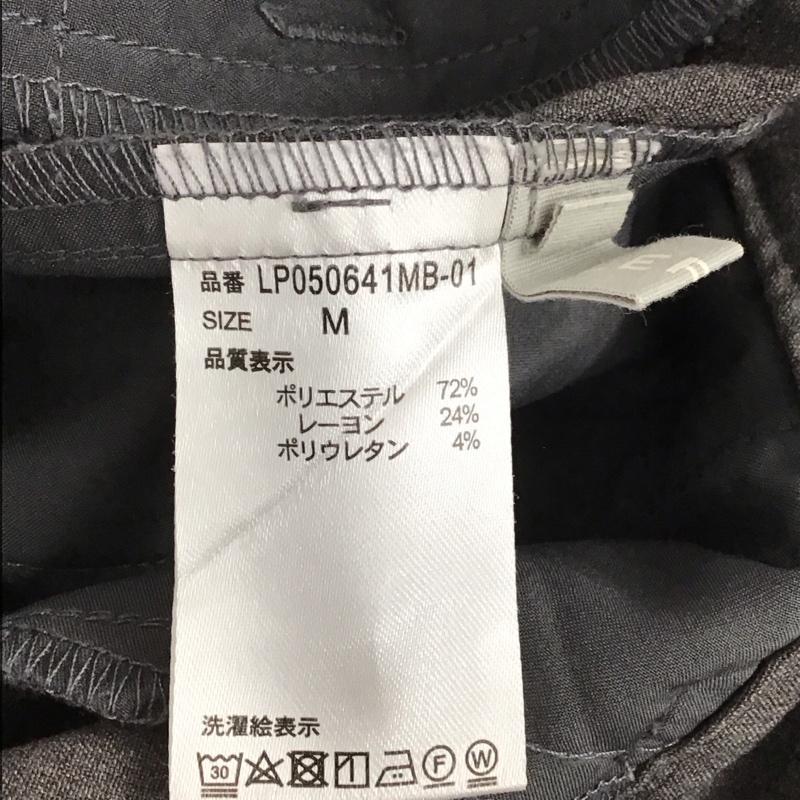 品番 LP050641MB-01
SIZE M
品質表示
ポリエステル 72%
レーヨン 24%
ポリウレタン 4%
洗濯絵表示
30 F W